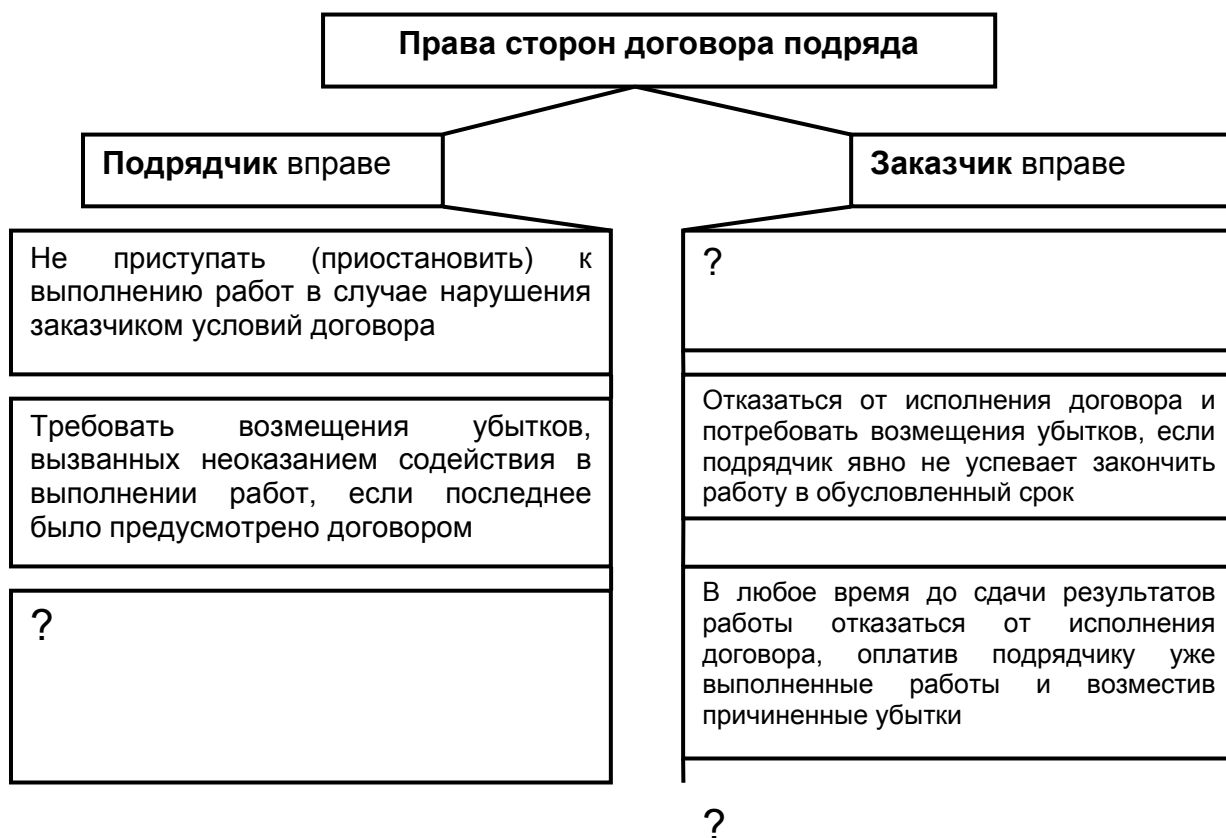 Права сторон договора подряда
Подрядчик вправе
Не приступать (приостановить) к
выполнению работ в случае нарушения
заказчиком условий договора
Требовать возмещения убытков,
вызванных неоказанием содействия в
выполнении работ, если последнее
было предусмотрено договором
?
Заказчик вправе
?
Отказаться от исполнения договора и
потребовать возмещения убытков, если
подрядчик явно не успевает закончить
работу в обусловленный срок
В любое время до сдачи результатов
работы отказаться от исполнения
договора, оплатив подрядчику уже
выполненные работы и возместив
причиненные убытки
?